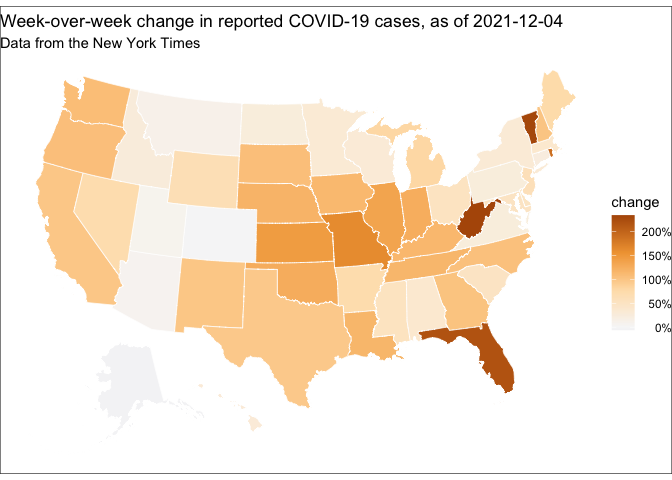 Week-over-week change in reported COVID-19 cases, as of 2021-12-04
Data from the New York Times
change
200%
150%
100%
50%
0%